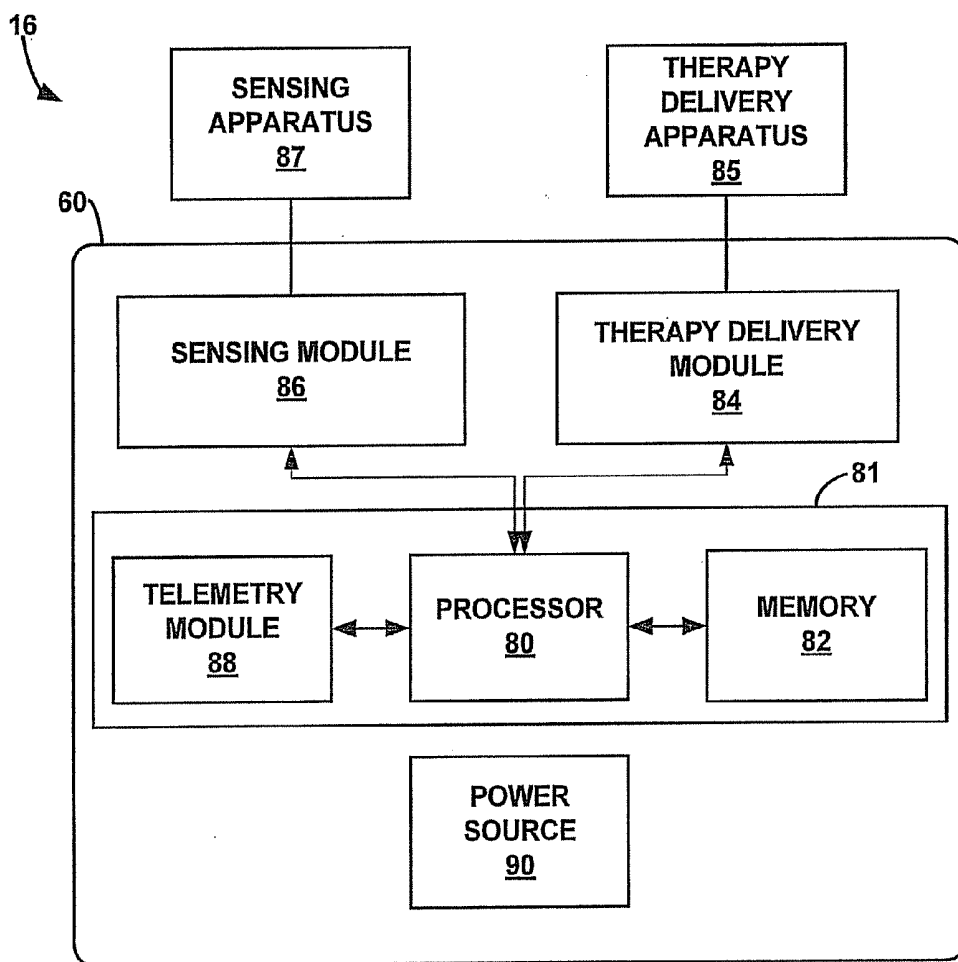 16
SENSING
APPARATUS
87
THERAPY
DELIVERY
APPARATUS
85
60
SENSING MODULE
86
THERAPY DELIVERY
MODULE
84
81
TELEMETRY
MODULE
88
PROCESSOR
80
MEMORY
82
POWER
SOURCE
90